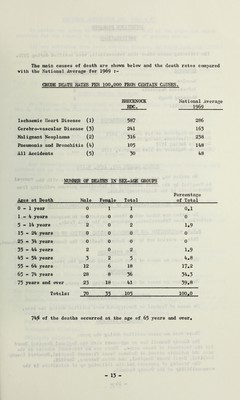 The main causes of death are shown below and the death rates compared
with the National Average for 1969 :-
CRUDE DEATH RATES PER 100,000 FROM CERTAIN CAUSES.
BRECKNOCK National Average
RDC. 1969
Ischaemic Heart Disease (1) 587 286
Cerebro-vascular Disease (3) 241 163
Malignant Neoplasms (2) 316 238
Pneumonia and Bronchitis (4) 105 148
All Accidents (5) 30 48
NUMBER OF DEATHS IN SEX-AGE GROUPS
Percentage
Ages at Death Male Female Total of Total
0 - 1 year 0 1 1 0,1
1 - 4 years 0 0 0 0
5 - 14 years 2 0 2 1,9
15 - 24 years 0 0 0 0
25 - 34 years 0 0 0 0
35 - 44 years 2 0 2 1,9
45 - 54 years 3 2 5 4,8
55 - 64 years 12 6 18 17,2
65 - 74 years 28 8 36 34,3
75 years and over 23 18 41 39,8
Totals: 70 35 105 100,0
74% of the deaths occurred at the age of 65 years and over.
- 15 -